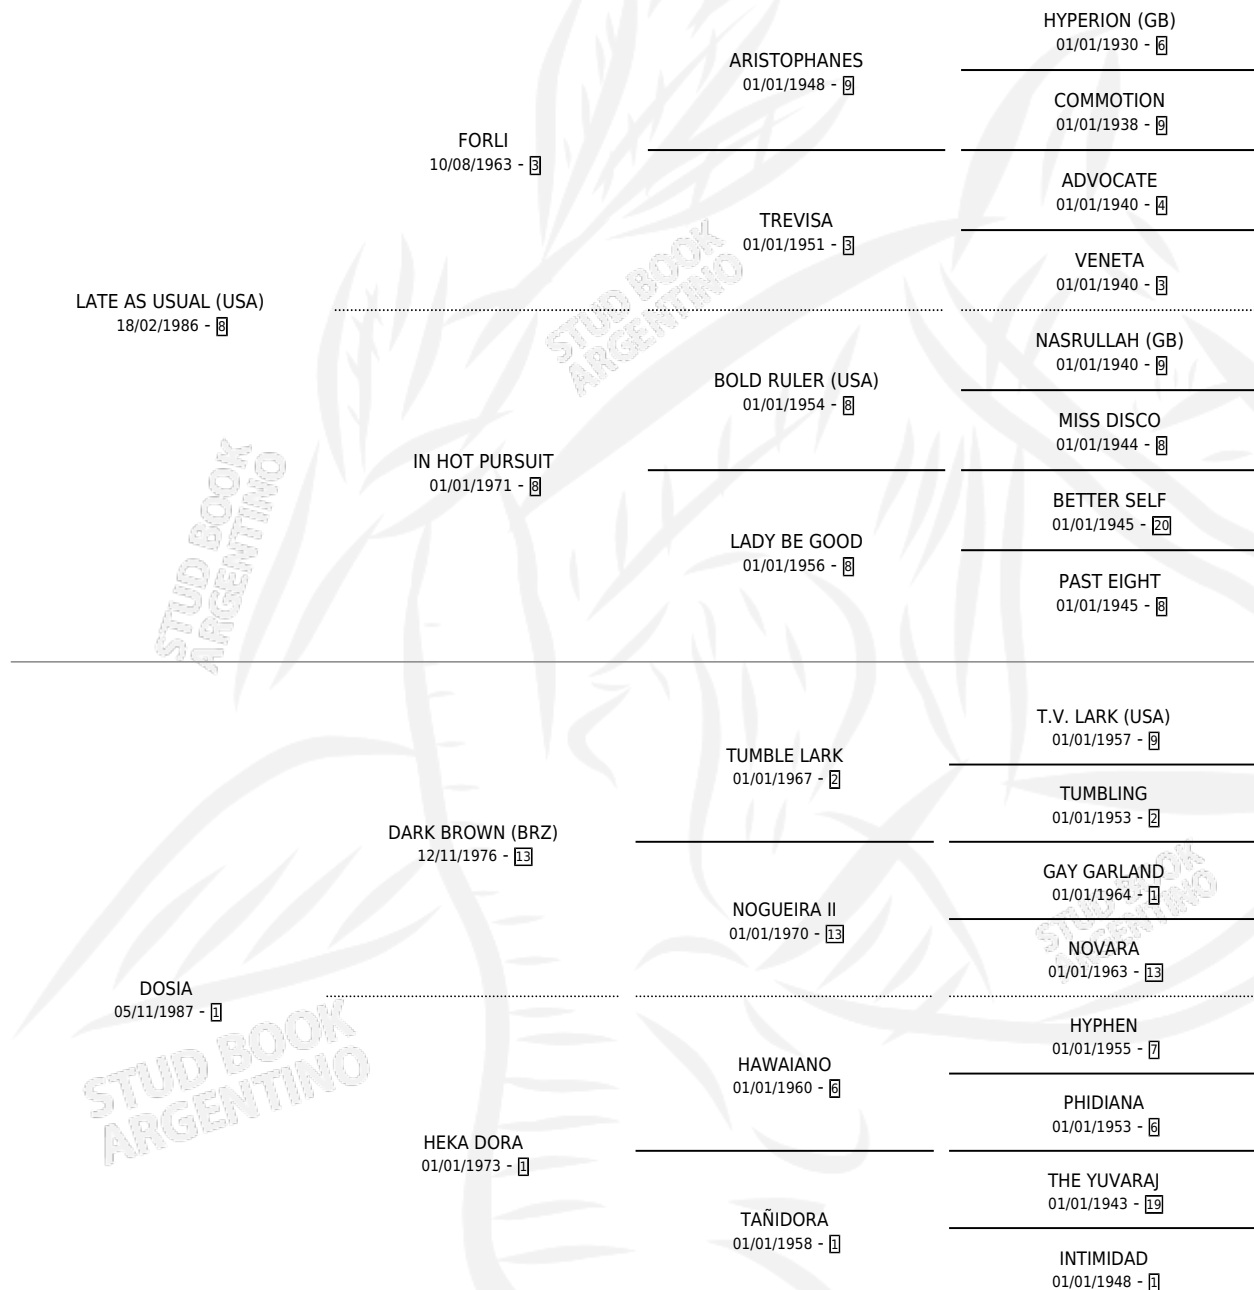 HYPERION (GB)
01/01/1930 - 6
ARISTOPHANES
01/01/1948 - 9
COMMOTION
01/01/1938 - 9
FORLI
10/08/1963 - 3
ADVOCATE
01/01/1940 - 4
TREVISA
01/01/1951 - 3
VENETA
01/01/1940 - 3
LATE AS USUAL (USA)
18/02/1986 - 8
NASRULLAH (GB)
01/01/1940 - 9
BOLD RULER (USA)
01/01/1954 - 8
MISS DISCO
01/01/1944 - 8
IN HOT PURSUIT
01/01/1971 - 8
BETTER SELF
01/01/1945 - 20
LADY BE GOOD
01/01/1956 - 8
PAST EIGHT
01/01/1945 - 8
T.V. LARK (USA)
01/01/1957 - 9
TUMBLE LARK
01/01/1967 - 2
TUMBLING
01/01/1953 - 2
DARK BROWN (BRZ)
12/11/1976 - 13
GAY GARLAND
01/01/1964 - 1
NOGUEIRA II
01/01/1970 - 13
NOVARA
01/01/1963 - 13
DOSIA
05/11/1987 - 1
HYPHEN
01/01/1955 - 7
HAWAIANO
01/01/1960 - 6
PHIDIANA
01/01/1953 - 6
HEKA DORA
01/01/1973 - 1
THE YUVARAJ
01/01/1943 - 19
TAÑIDORA
01/01/1958 - 1
INTIMIDAD
01/01/1948 - 1
STUD BOOK
ARGENTINO
STUD BOOK
ARGENTINO
STUD BOOK
ARGENTINO
STUD BOOK
ARGENTINO